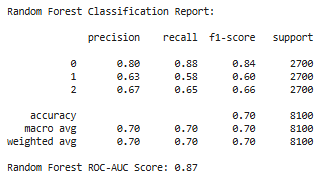 Random Forest Classification Report:
precision recall f1-score support
0 0.80 0.88 0.84 2700
1 0.63 0.58 0.60 2700
2 0.67 0.65 0.66 2700
accuracy 0.70 8100
macro avg 0.70 0.70 0.70 8100
weighted avg 0.70 0.70 0.70 8100
Random Forest ROC-AUC Score: 0.87